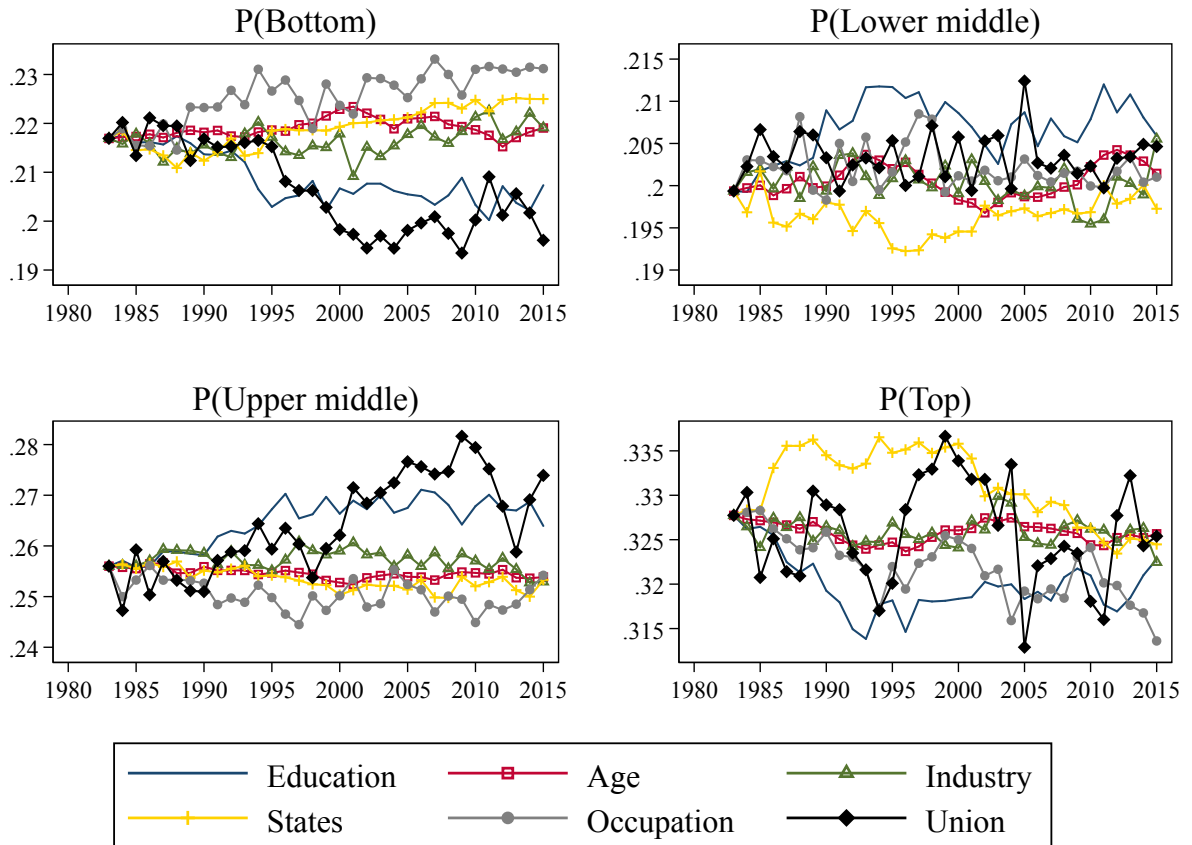 P(Bottom)
P(Lower middle)
.23
.22
.21
.2
.19
1980 1985 1990 1995 2000 2005 2010 2015
.215
.21
.205
.2
.195
.19
1980 1985 1990 1995 2000 2005 2010 2015
P(Upper middle)
P(Top)
.28
.27
.26
.25
.24
1980 1985 1990 1995 2000 2005 2010 2015
.335
.33
.325
.32
.315
1980 1985 1990 1995 2000 2005 2010 2015
Education Age Industry
States Occupation Union